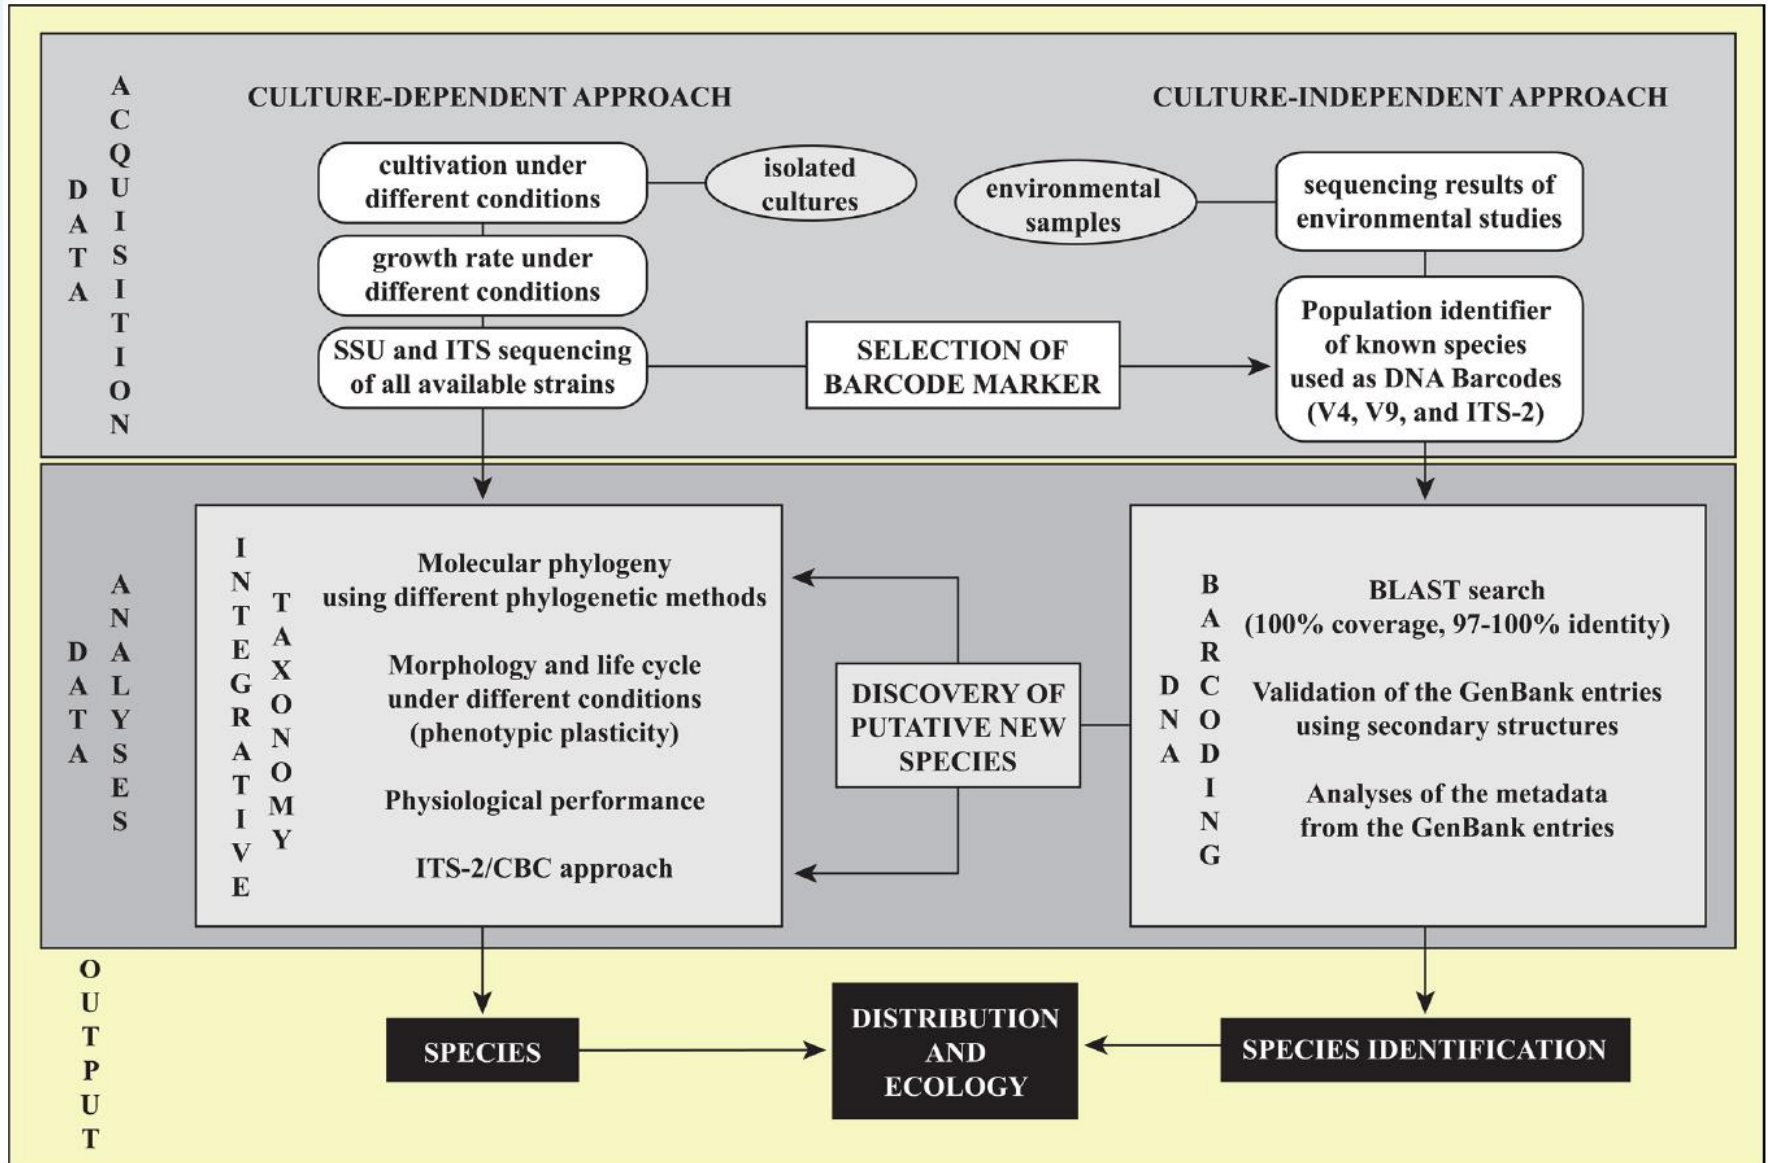 DATA
ACQUISITION
CULTURE-DEPENDENT APPROACH
CULTURE-INDEPENDENT APPROACH
cultivation under
different conditions
isolated
cultures
environmental
samples
sequencing results of
environmental studies
growth rate under
different conditions
SSU and ITS sequencing
of all available strains
SELECTION OF
BARCODE MARKER
Population identifier
of known species
used as DNA Barcodes
(V4, V9, and ITS-2)
DATA
ANALYSES
INTEGRATIVE
TAXONOMY
Molecular phylogeny
using different phylogenetic methods
Morphology and life cycle
under different conditions
(phenotypic plasticity)
Physiological performance
ITS-2/CBC approach
DISCOVERY OF
PUTATIVE NEW
SPECIES
DNA
BARCODING
BLAST search
(100% coverage, 97-100% identity)
Validation of the GenBank entries
using secondary structures
Analyses of the metadata
from the GenBank entries
OUTPUT
SPECIES
DISTRIBUTION
AND
ECOLOGY
SPECIES IDENTIFICATION